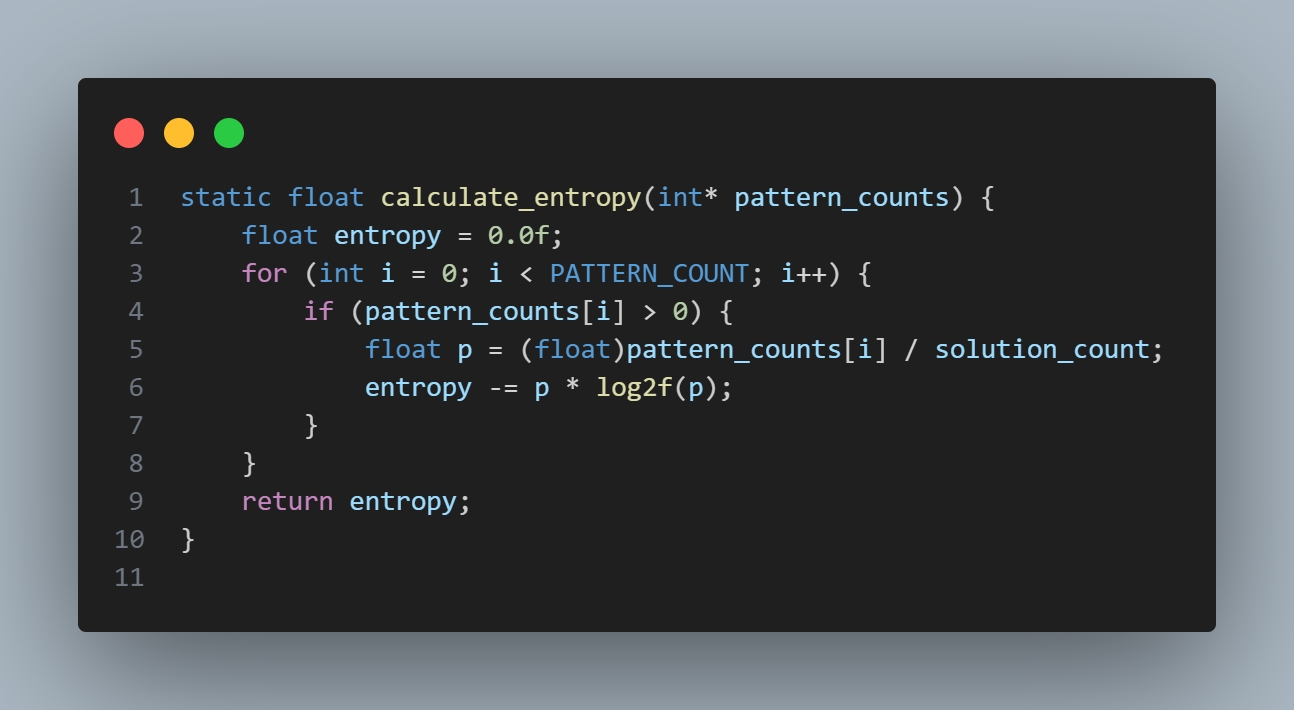 1 static float calculate_entropy(int* pattern_counts) {
2     float entropy = 0.0f;
3     for (int i = 0; i < PATTERN_COUNT; i++) {
4         if (pattern_counts[i] > 0) {
5             float p = (float)pattern_counts[i] / solution_count;
6             entropy -= p * log2f(p);
7         }
8     }
9     return entropy;
10 }
11